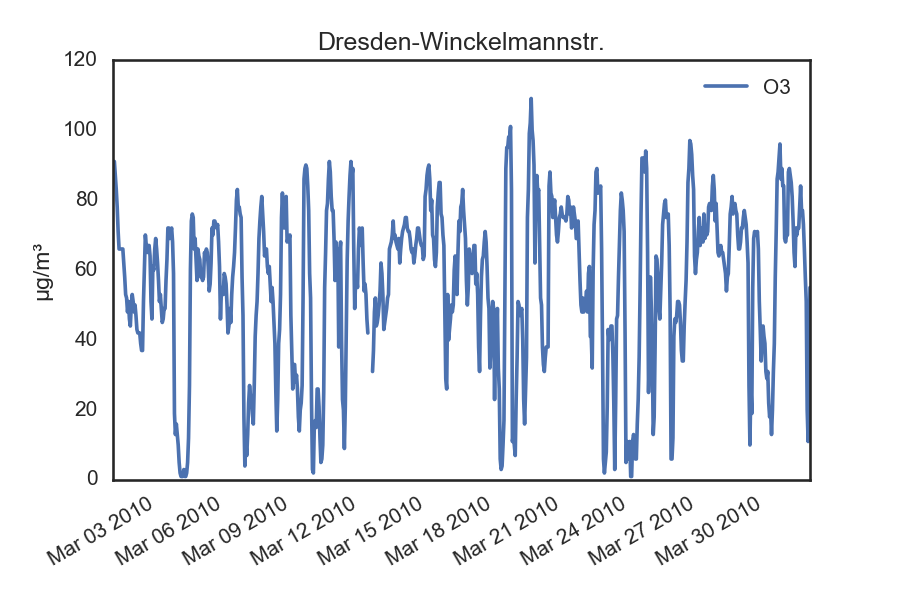 Dresden-Winckelmannstr.
O3
µg/m³
120
100
80
60
40
20
0
Mar 03 2010
Mar 06 2010
Mar 09 2010
Mar 12 2010
Mar 15 2010
Mar 18 2010
Mar 21 2010
Mar 24 2010
Mar 27 2010
Mar 30 2010